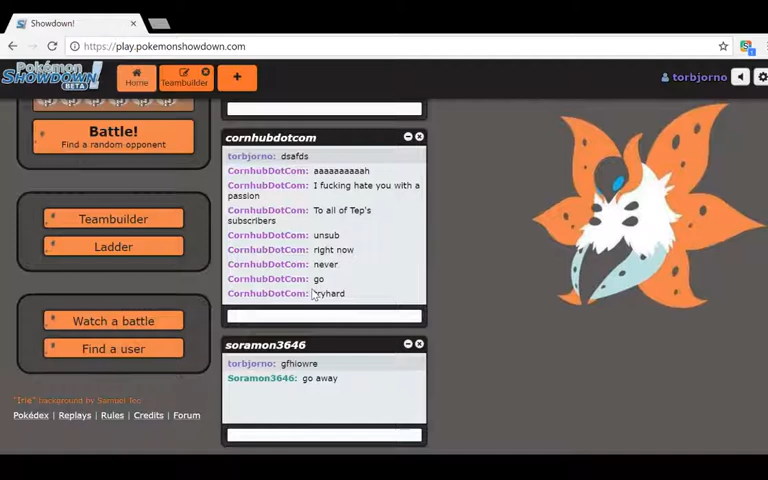 Showdown!
https://play.pokemonshowdown.com
Pokémon
SHOWDOWN!
BETA
Home
Teambuilder
+
torbjorno
Battle!
Find a random opponent
Teambuilder
Ladder
Watch a battle
Find a user
"Irie" background by Samuel Teo
Pokédex | Replays | Rules | Credits | Forum
cornhubdotcom
torbjorno: dsafds
CornhubDotCom: aaaaaaaaaah
CornhubDotCom: I fucking hate you with a
passion
CornhubDotCom: To all of Tep's
subscribers
CornhubDotCom: unsub
CornhubDotCom: right now
CornhubDotCom: never
CornhubDotCom: go
CornhubDotCom: tryhard
soramon3646
torbjorno: gfhiowre
Soramon3646: go away